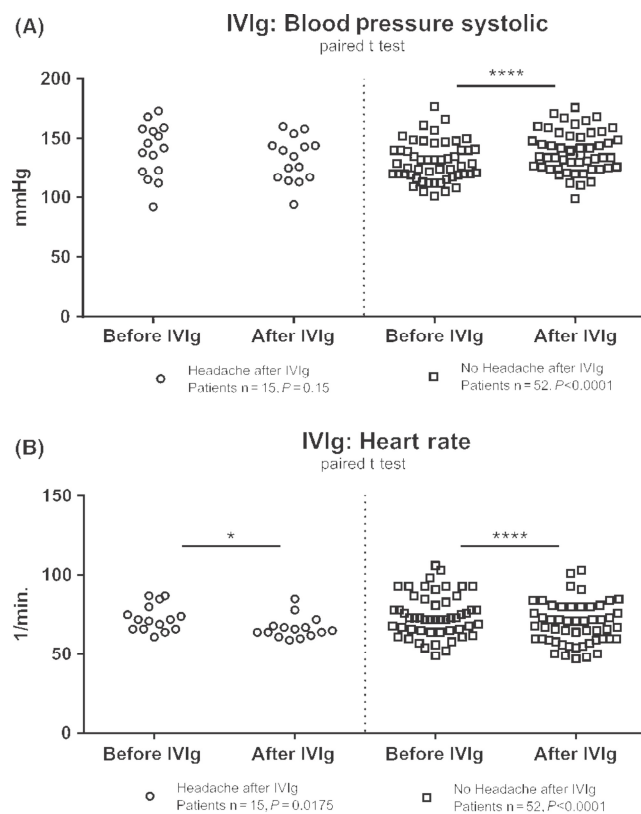 (A)
IVIg: Blood pressure systolic
paired t test
****
200
150
100
50
0
mmHg
Before IVIg After IVIg Before IVIg After IVIg
Headache after IVIg
Patients n = 15, P = 0.15
No Headache after IVIg
Patients n = 52, P<0.0001
(B)
IVIg: Heart rate
paired t test
* ****
150
100
50
0
1/min.
Before IVIg After IVIg Before IVIg After IVIg
Headache after IVIg
Patients n = 15, P = 0.0175
No Headache after IVIg
Patients n = 52, P<0.0001